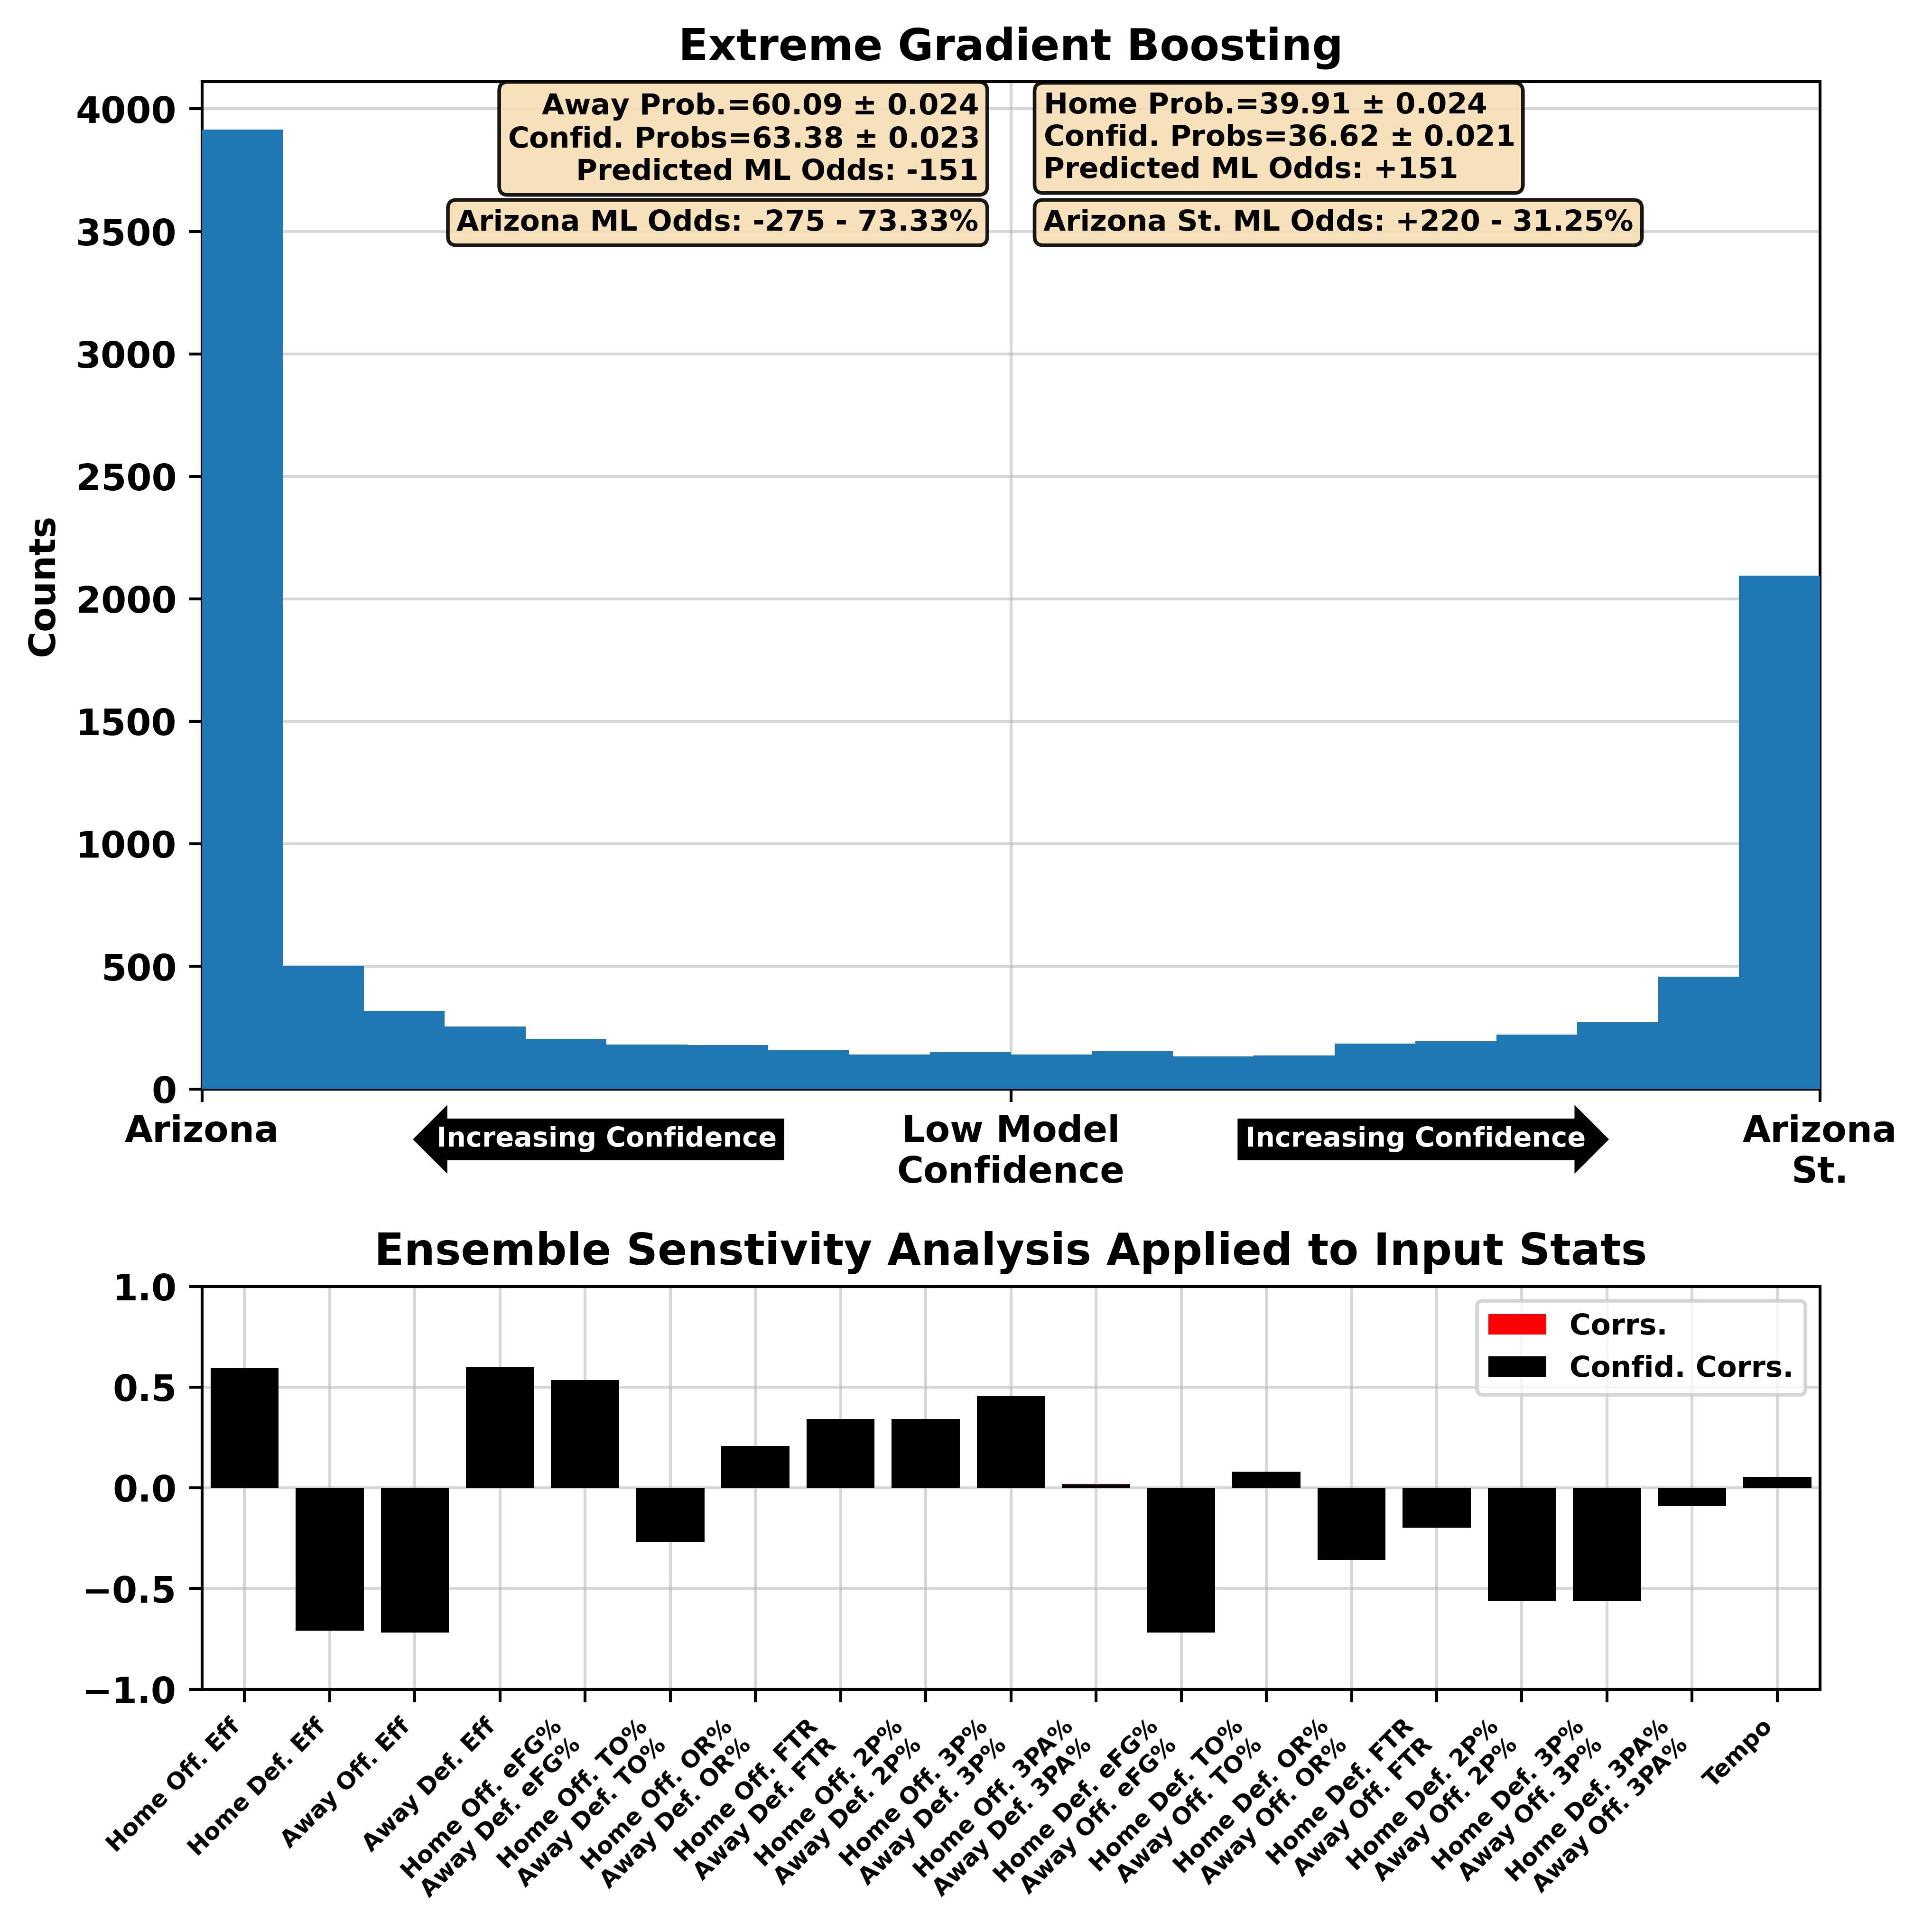 Extreme Gradient Boosting
Away Prob.=60.09 ± 0.024
Confid. Probs=63.38 ± 0.023
Predicted ML Odds: -151
Home Prob.=39.91 ± 0.024
Confid. Probs=36.62 ± 0.021
Predicted ML Odds: +151
Arizona ML Odds: -275 - 73.33%
Arizona St. ML Odds: +220 - 31.25%
Counts
4000
3500
3000
2500
2000
1500
1000
500
0
Arizona
Increasing Confidence
Low Model
Confidence
Increasing Confidence
Arizona
St.
Ensemble Senstivity Analysis Applied to Input Stats
1.0
0.5
0.0
−0.5
−1.0
Corrs.
Confid. Corrs.
Home Off. Eff
Home Def. Eff
Away Off. Eff
Away Def. Eff
Home Off. eFG%
Away Def. eFG%
Home Off. TO%
Away Def. TO%
Home Off. OR%
Away Def. OR%
Home Off. FTR
Away Def. FTR
Home Off. 2P%
Away Def. 2P%
Home Off. 3P%
Away Def. 3P%
Home Off. 3PA%
Away Def. 3PA%
Home Def. eFG%
Away Off. eFG%
Home Def. TO%
Away Off. TO%
Home Def. OR%
Away Off. OR%
Home Def. FTR
Away Off. FTR
Home Def. 2P%
Away Off. 2P%
Home Def. 3P%
Away Off. 3P%
Home Def. 3PA%
Away Off. 3PA%
Tempo